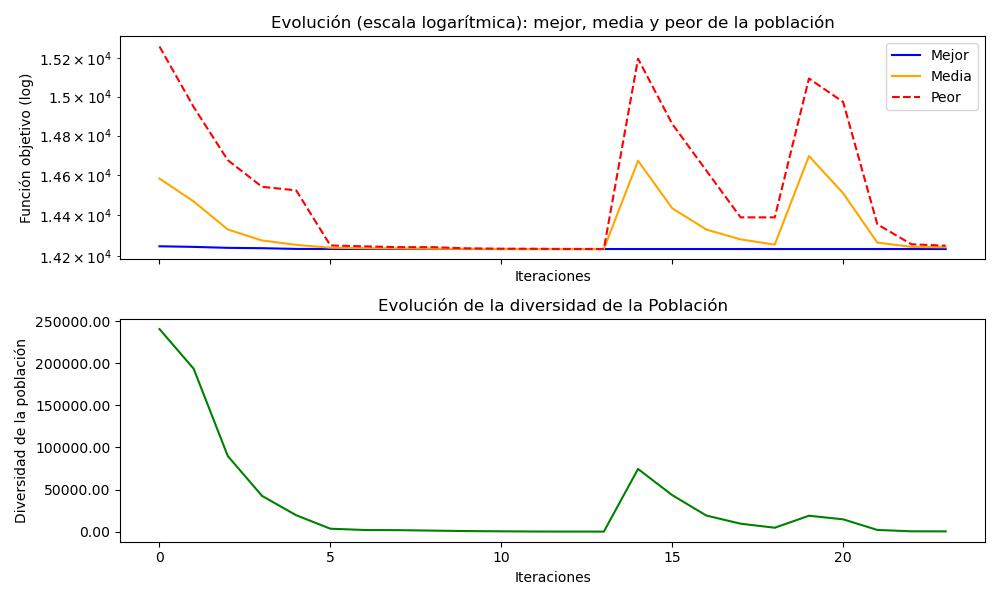 Evolución (escala logarítmica): mejor, media y peor de la población
Función objetivo (log)
1.52 × 10⁴
1.5 × 10⁴
1.48 × 10⁴
1.46 × 10⁴
1.44 × 10⁴
1.42 × 10⁴
Mejor
Media
Peor
Iteraciones
Evolución de la diversidad de la Población
Diversidad de la población
250000.00
200000.00
150000.00
100000.00
50000.00
0.00
0 5 10 15 20
Iteraciones